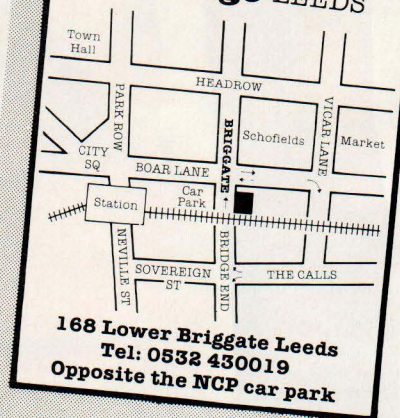 LEEDS
Town
Hall
HEADROW
PARK ROW
BRIGGATE
VICAR LANE
Schofields
Market
CITY
SQ
BOAR LANE
Car
Park
Station
NEVILLE ST
BRIDGE END
SOVEREIGN
ST
THE CALLS
168 Lower Briggate Leeds
Tel: 0532 430019
Opposite the NCP car park